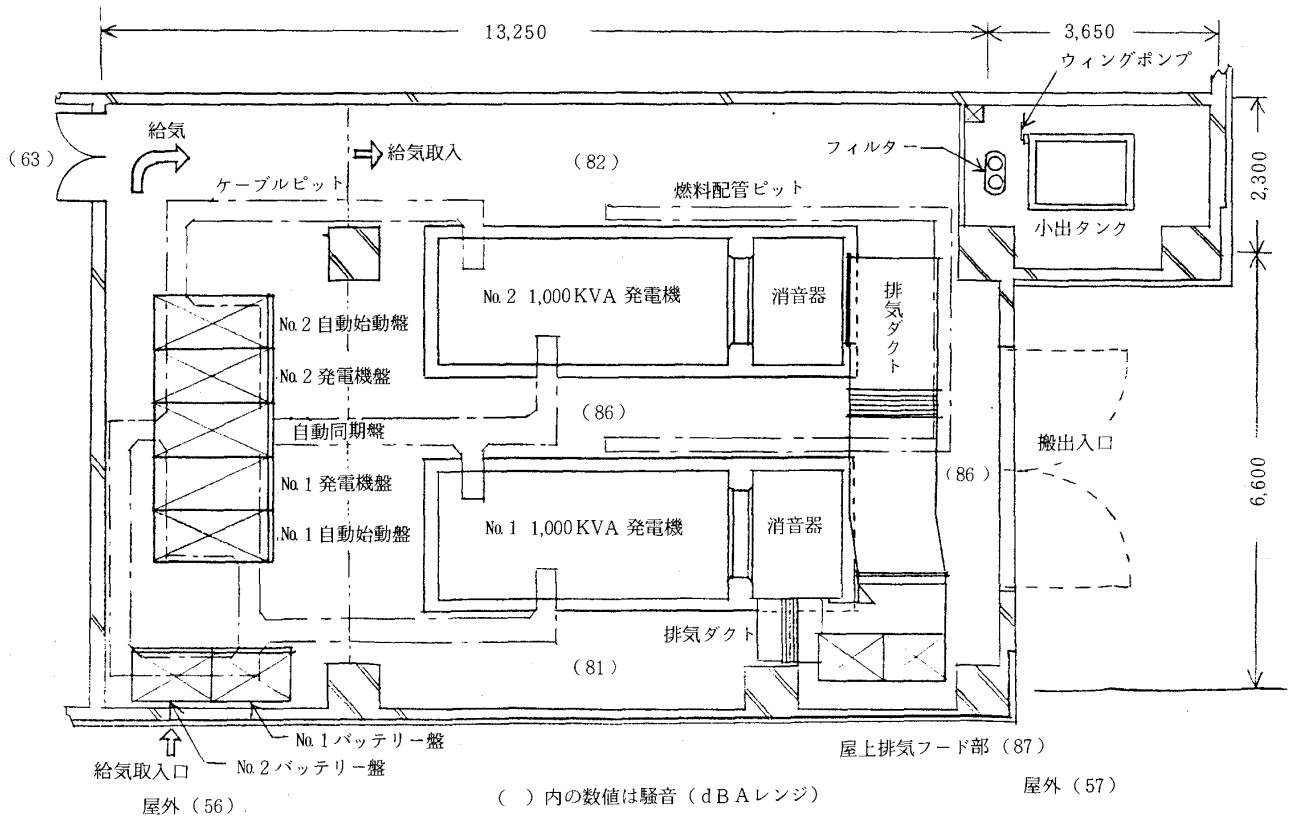 13,250
3,650
ウィングポンプ
給気
(63)
給気取入
(82)
フィルター
2,300
ケーブルピット
燃料配管ピット
小出タンク
No.2 1,000KVA 発電機
消音器
排気ダクト
No.2 自動始動盤
No.2 発電機盤
(86)
自動同期盤
搬出入口
No.1 発電機盤
(86)
6,600
No.1 1,000KVA 発電機
消音器
No.1 自動始動盤
排気ダクト
(81)
No.1 バッテリー盤
屋上排気フード部 (87)
給気取入口
No.2 バッテリー盤
屋外 (56)
( )内の数値は騒音(dBAレンジ)
屋外 (57)